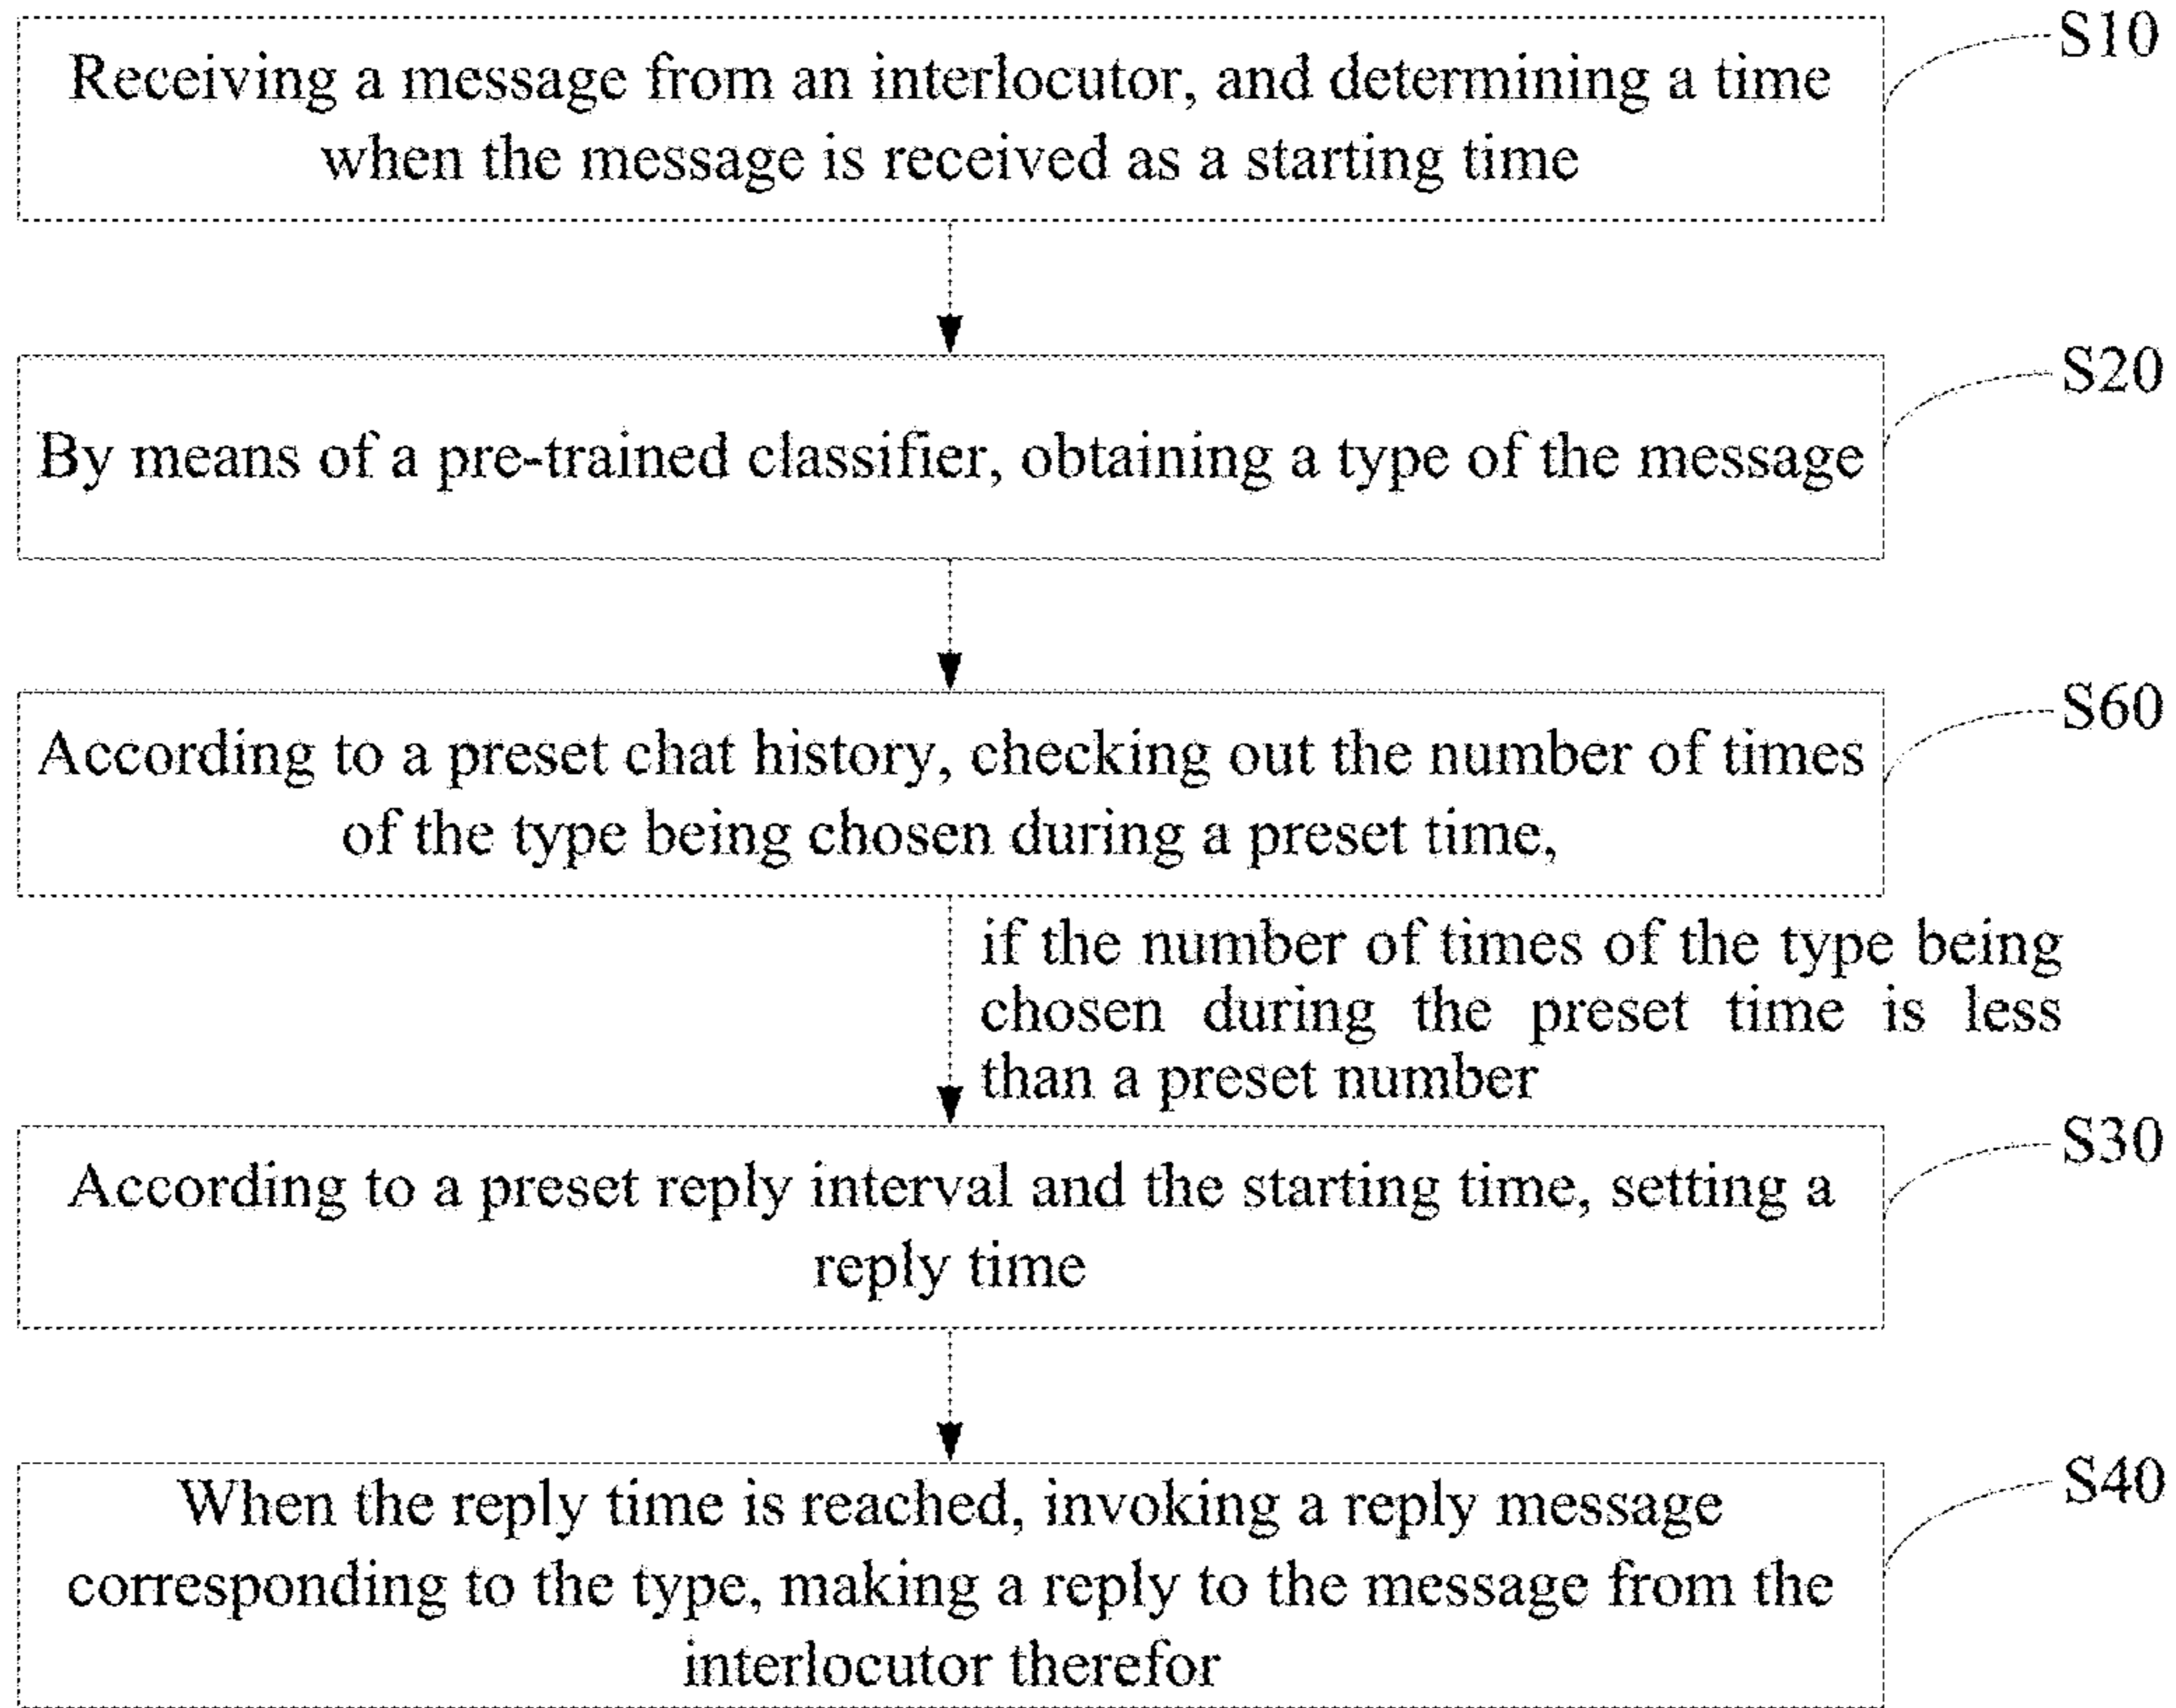 S10
Receiving a message from an interlocutor, and determining a time
when the message is received as a starting time
S20
By means of a pre-trained classifier, obtaining a type of the message
S60
According to a preset chat history, checking out the number of times
of the type being chosen during a preset time,
if the number of times of the type being
chosen during the preset time is less
than a preset number
S30
According to a preset reply interval and the starting time, setting a
reply time
S40
When the reply time is reached, invoking a reply message
corresponding to the type, making a reply to the message from the
interlocutor therefor